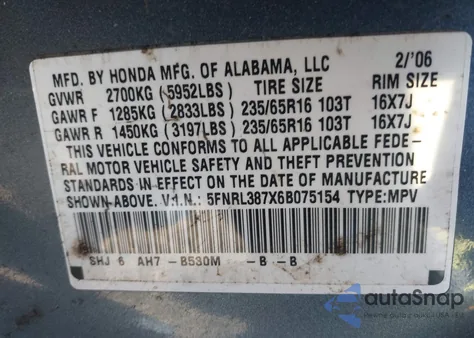 MFD. BY HONDA MFG. OF ALABAMA, LLC 2/'06
GVWR 2700KG (5952LBS) TIRE SIZE RIM SIZE
GAWR F 1285KG (2833LBS) 235/65R16 103T 16X7J
GAWR R 1450KG (3197LBS) 235/65R16 103T 16X7J
THIS VEHICLE CONFORMS TO ALL APPLICABLE FEDE-
RAL MOTOR VEHICLE SAFETY AND THEFT PREVENTION
STANDARDS IN EFFECT ON THE DATE OF MANUFACTURE
SHOWN ABOVE. V.I.N.: 5FNRL387X6B075154 TYPE:MPV
SHJ 6 AH7 -B530M -B -B
autoSnap